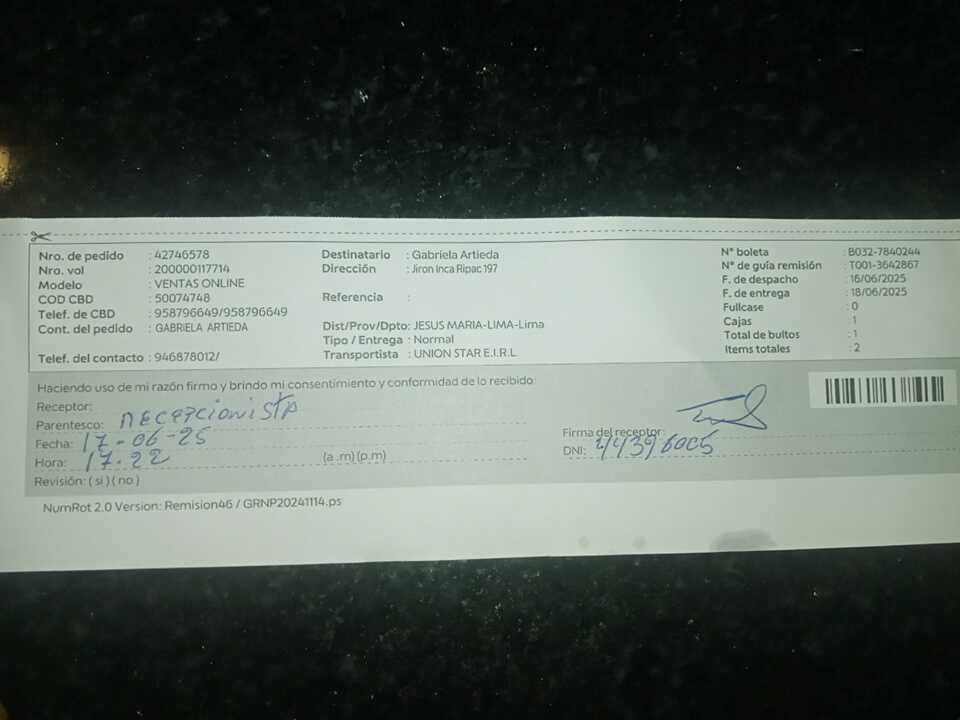 Nro. de pedido : 42746578
Nro. vol : 200000117714
Modelo : VENTAS ONLINE
COD CBD : 50074748
Telef. de CBD : 958796649/958796649
Cont. del pedido : GABRIELA ARTIEDA
Telef. del contacto : 946878012/
Destinatario : Gabriela Artieda
Dirección : Jiron Inca Ripac 197
Referencia :
Dist/Prov/Dpto: JESUS MARIA-LIMA-Lima
Tipo / Entrega : Normal
Transportista : UNION STAR E.I.R.L.
N° boleta : B032-7840244
N° de guía remisión : T001-3642867
F. de despacho : 16/06/2025
F. de entrega : 18/06/2025
Fullcase : 0
Cajas : 1
Total de bultos : 1
Items totales : 2
Haciendo uso de mi razón firmo y brindo mi consentimiento y conformidad de lo recibido:
Receptor:
Parentesco: RECEPCIONISTA
Fecha: 17-06-25
Hora: 17.22 (a .m) (p.m)
Revisión: ( si ) ( no )
Firma del receptor:
DNI: 44396005
NumRot 2.0 Version: Remision46 / GRNP20241114.ps